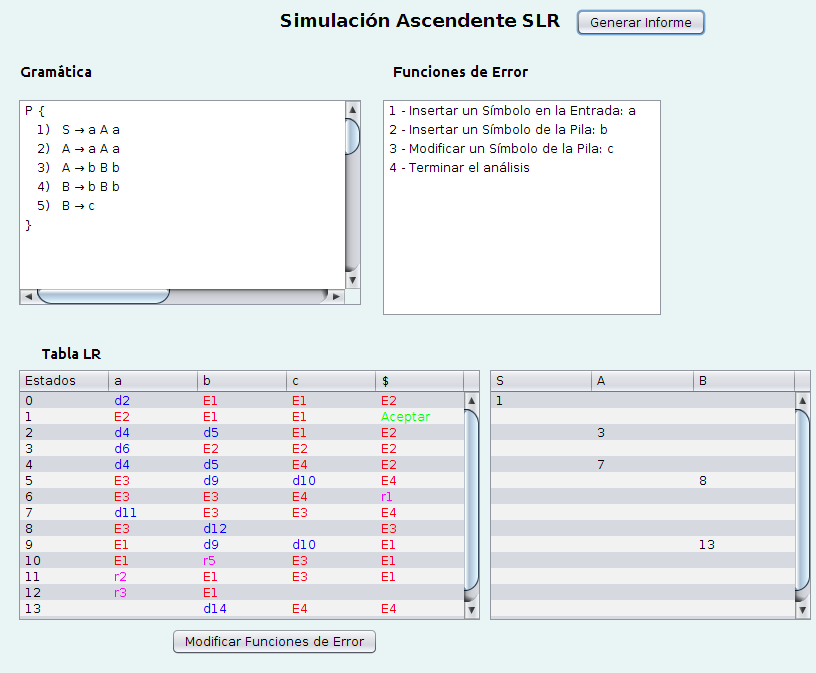 Simulación Ascendente SLR Generar Informe
Gramática
P {
1) S → a A a
2) A → a A a
3) A → b B b
4) B → b B b
5) B → c
}
Funciones de Error
1 - Insertar un Símbolo en la Entrada: a
2 - Insertar un Símbolo de la Pila: b
3 - Modificar un Símbolo de la Pila: c
4 - Terminar el análisis
Tabla LR
Estados a b c $ S A B
0 d2 E1 E1 E2 1
1 E2 E1 E1 Aceptar
2 d4 d5 E1 E2 3
3 d6 E2 E2 E2
4 d4 d5 E4 E2 7
5 E3 d9 d10 E4 8
6 E3 E3 E4 r1
7 d11 E3 E3 E4
8 E3 d12 E3
9 E1 d9 d10 E1 13
10 E1 r5 E3 E1
11 r2 E1 E3 E1
12 r3 E1
13 d14 E4 E4
Modificar Funciones de Error